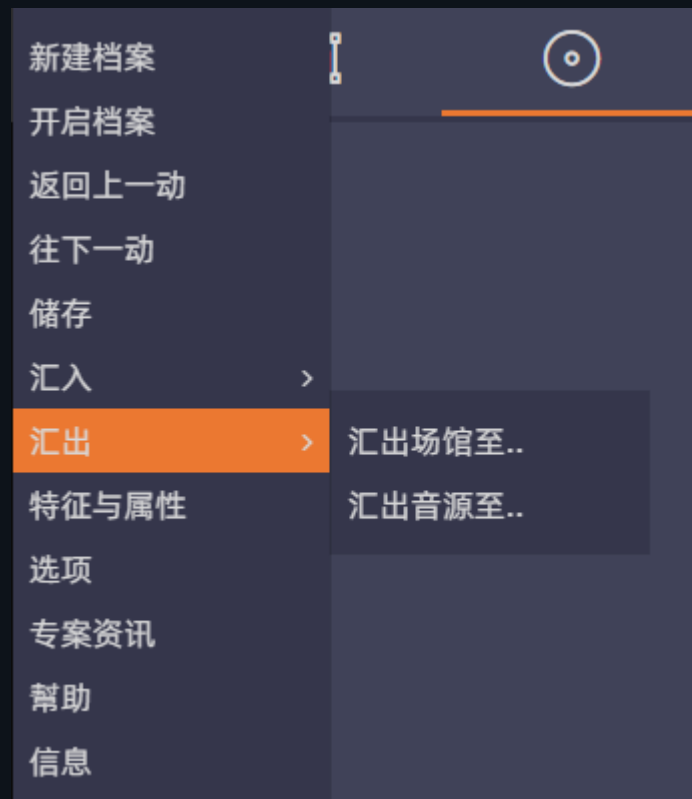 新建档案
开启档案
返回上一动
往下一动
储存
汇入
汇出
汇出场馆至..
汇出音源至..
特征与属性
选项
专案资讯
幫助
信息